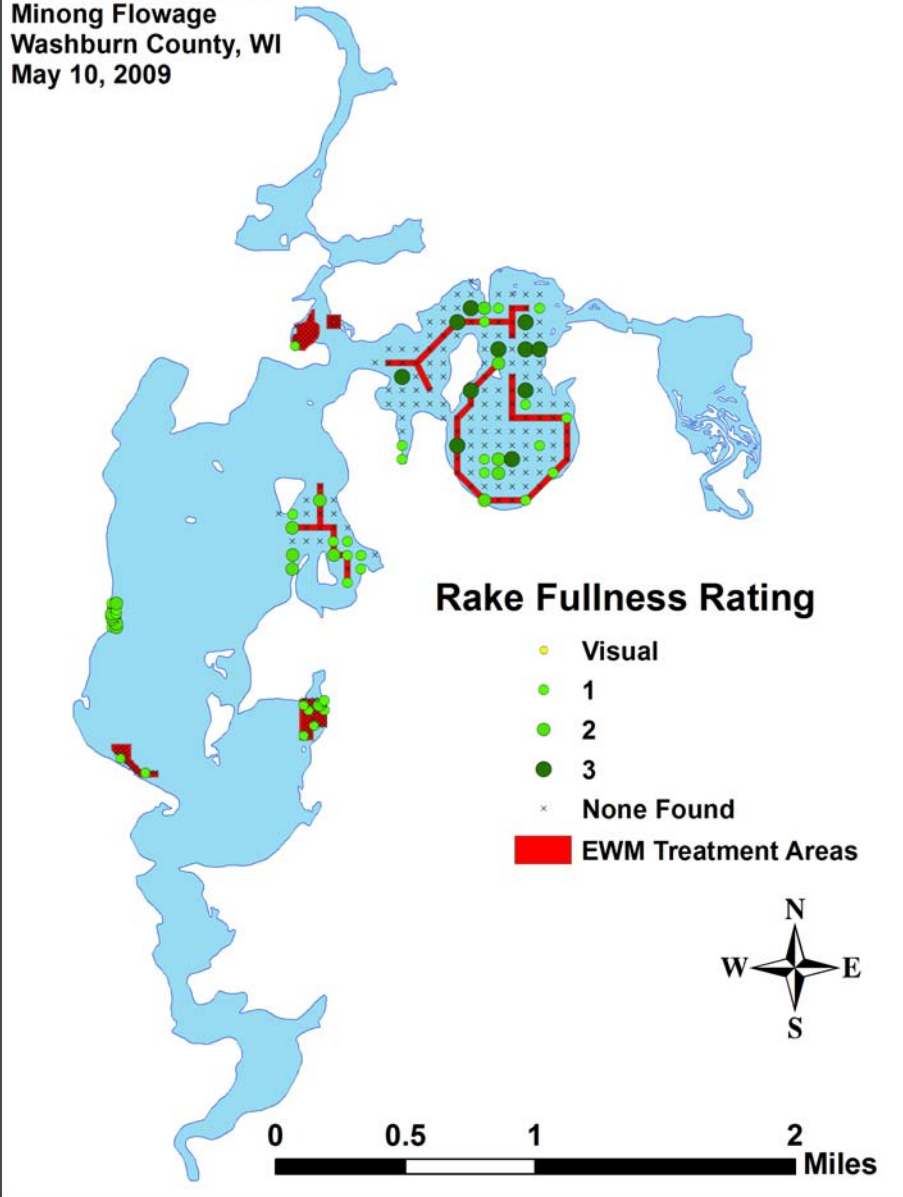 Minong Flowage
Washburn County, WI
May 10, 2009
Rake Fullness Rating
Visual
1
2
3
None Found
EWM Treatment Areas
N
W E
S
0 0.5 1 2
Miles